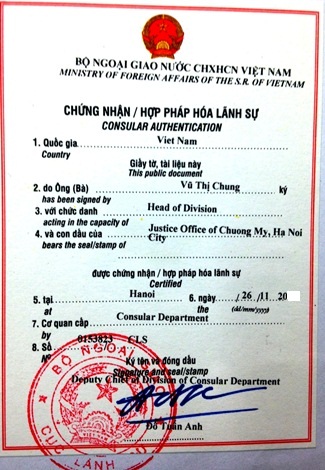 BỘ NGOẠI GIAO NƯỚC CHXHCN VIỆT NAM
MINISTRY OF FOREIGN AFFAIRS OF THE S.R. OF VIETNAM
CHỨNG NHẬN / HỢP PHÁP HÓA LÃNH SỰ
CONSULAR AUTHENTICATION
1. Quốc gia Viet Nam
Country
Giấy tờ, tài liệu này
This public document
2. do Ông (Bà) Vũ Thị Chung ký
has been signed by
3. với chức danh Head of Division
acting in the capacity of
4. và con dấu của Justice Office of Chuong My, Ha Noi City
bears the seal/stamp of
được chứng nhận / hợp pháp hóa lãnh sự
Certified
5. tại Hanoi 6. ngày 26/11 20
at the (dd/mm/yyyy)
7. Cơ quan cấp Consular Department
by
8. Số 0153823 CLS
Nº
Ký tên và đóng dấu
Signature and seal/stamp
Deputy Chief of Division of Consular Department
Đỗ Tuấn Anh
BỘ NGOẠI
CỤC LÃNH